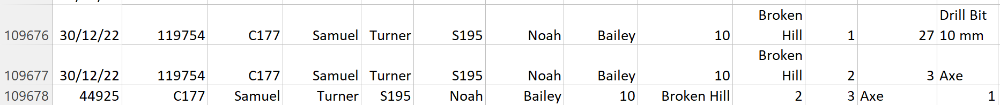 Broken Drill Bit
109676 30/12/22 119754 C177 Samuel Turner S195 Noah Bailey 10 Hill 1 27 10 mm
Broken
109677 30/12/22 119754 C177 Samuel Turner S195 Noah Bailey 10 Hill 2 3 Axe
109678 44925 C177 Samuel Turner S195 Noah Bailey 10 Broken Hill 2 3 Axe 1